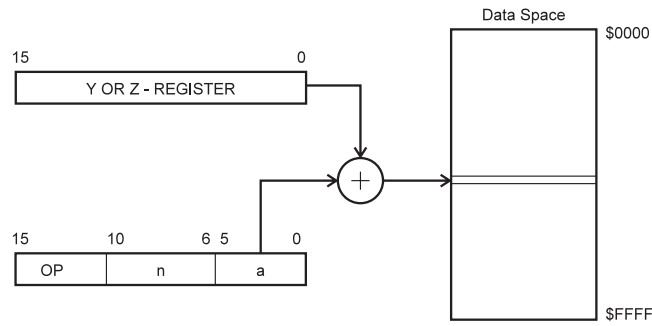 Data Space
$0000
15 0
Y OR Z - REGISTER
+
15 10 6 5 0
OP n a
$FFFF